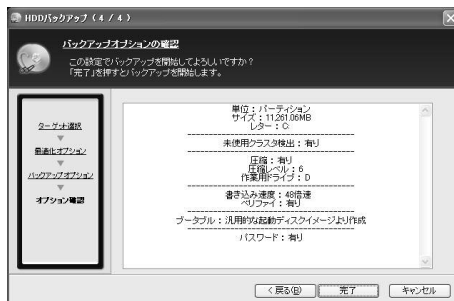 HDDバックアップ ( 4 / 4 )
バックアップオプションの確認
この設定でバックアップを開始してよろしいですか?
「完了」を押すとバックアップを開始します。
ターゲット選択
最適化オプション
バックアップオプション
オプション確認
単位 : パーティション
サイズ : 11,261.06MB
レター : C:
未使用クラスタ検出 : 有り
圧縮 : 有り
圧縮レベル : 6
作業用ドライブ : D:
書き込み速度 : 48倍速
ベリファイ : 有り
ブータブル : 汎用的な起動ディスクイメージより作成
パスワード : 有り
< 戻る(B)
完了
キャンセル